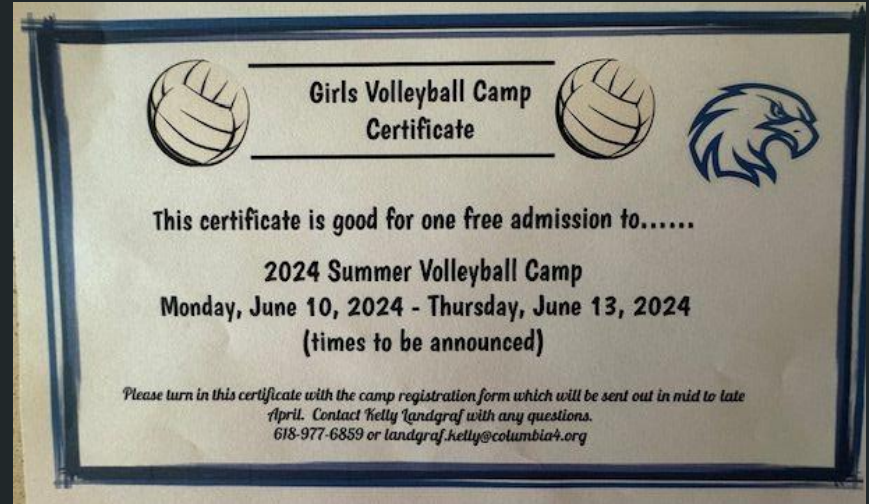 Girls Volleyball Camp
Certificate
This certificate is good for one free admission to......
2024 Summer Volleyball Camp
Monday, June 10, 2024 - Thursday, June 13, 2024
(times to be announced)
Please turn in this certificate with the camp registration form which will be sent out in mid to late
April. Contact Kelly Landgraf with any questions.
618-977-6859 or landgraf.kelly@columbia4.org